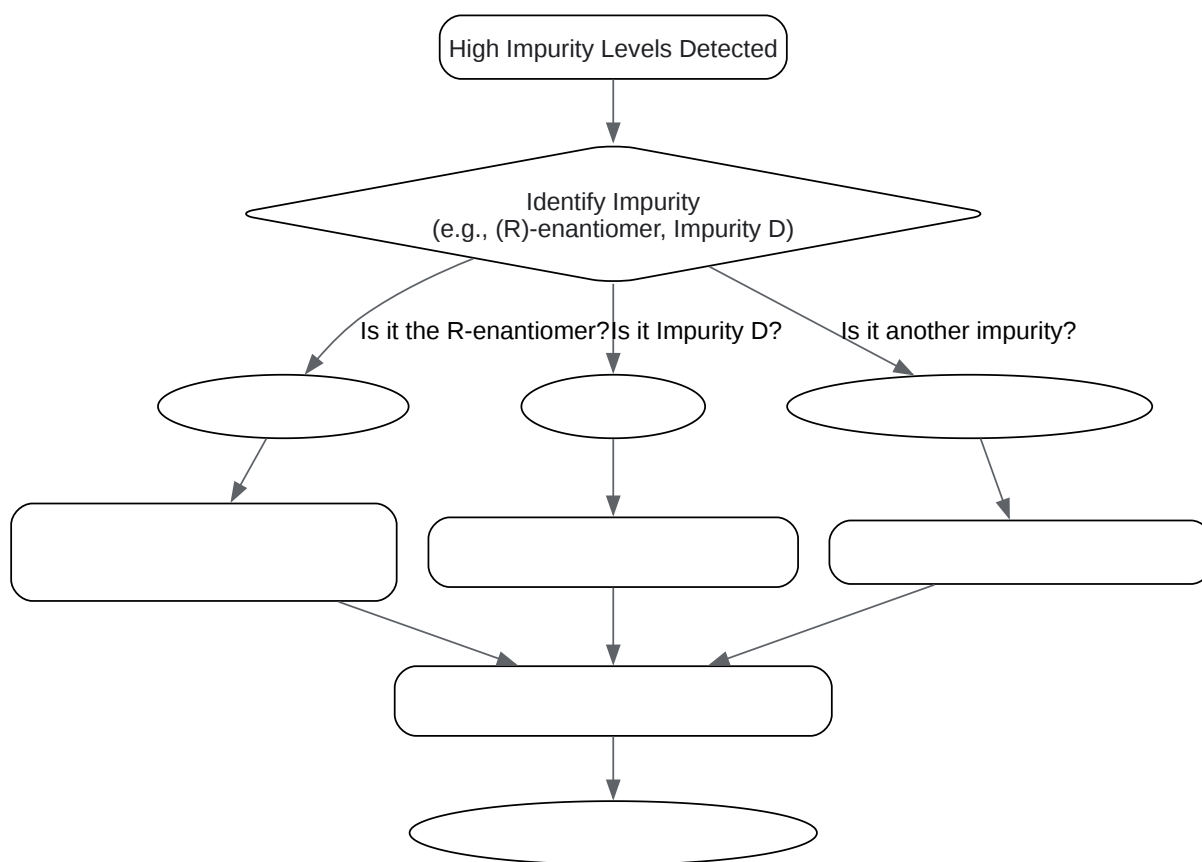 High Impurity Levels Detected
Identify Impurity
(e.g., (R)-enantiomer, Impurity D)
Is it the R-enantiomer?
Is it Impurity D?
Is it another impurity?